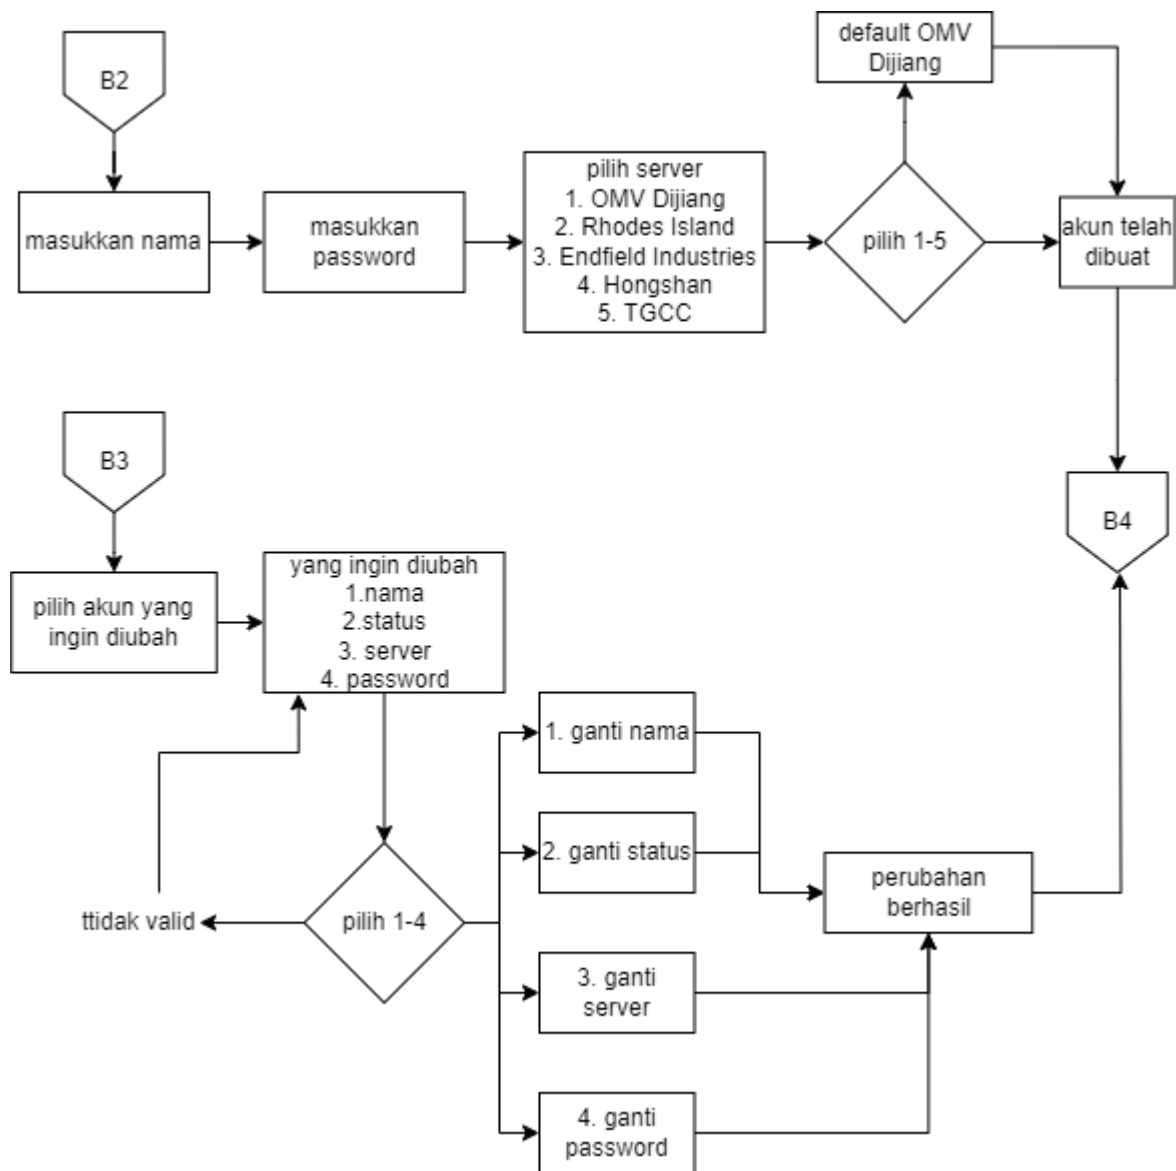 B2
masukkan nama
masukkan
password
pilih server
1. OMV Dijiang
2. Rhodes Island
3. Endfield Industries
4. Hongshan
5. TGCC
pilih 1-5
default OMV
Dijiang
akun telah
dibuat
B3
B4
pilih akun yang
ingin diubah
yang ingin diubah
1.nama
2.status
3. server
4. password
pilih 1-4
ttidak valid
1. ganti nama
2. ganti status
3. ganti
server
4. ganti
password
perubahan
berhasil